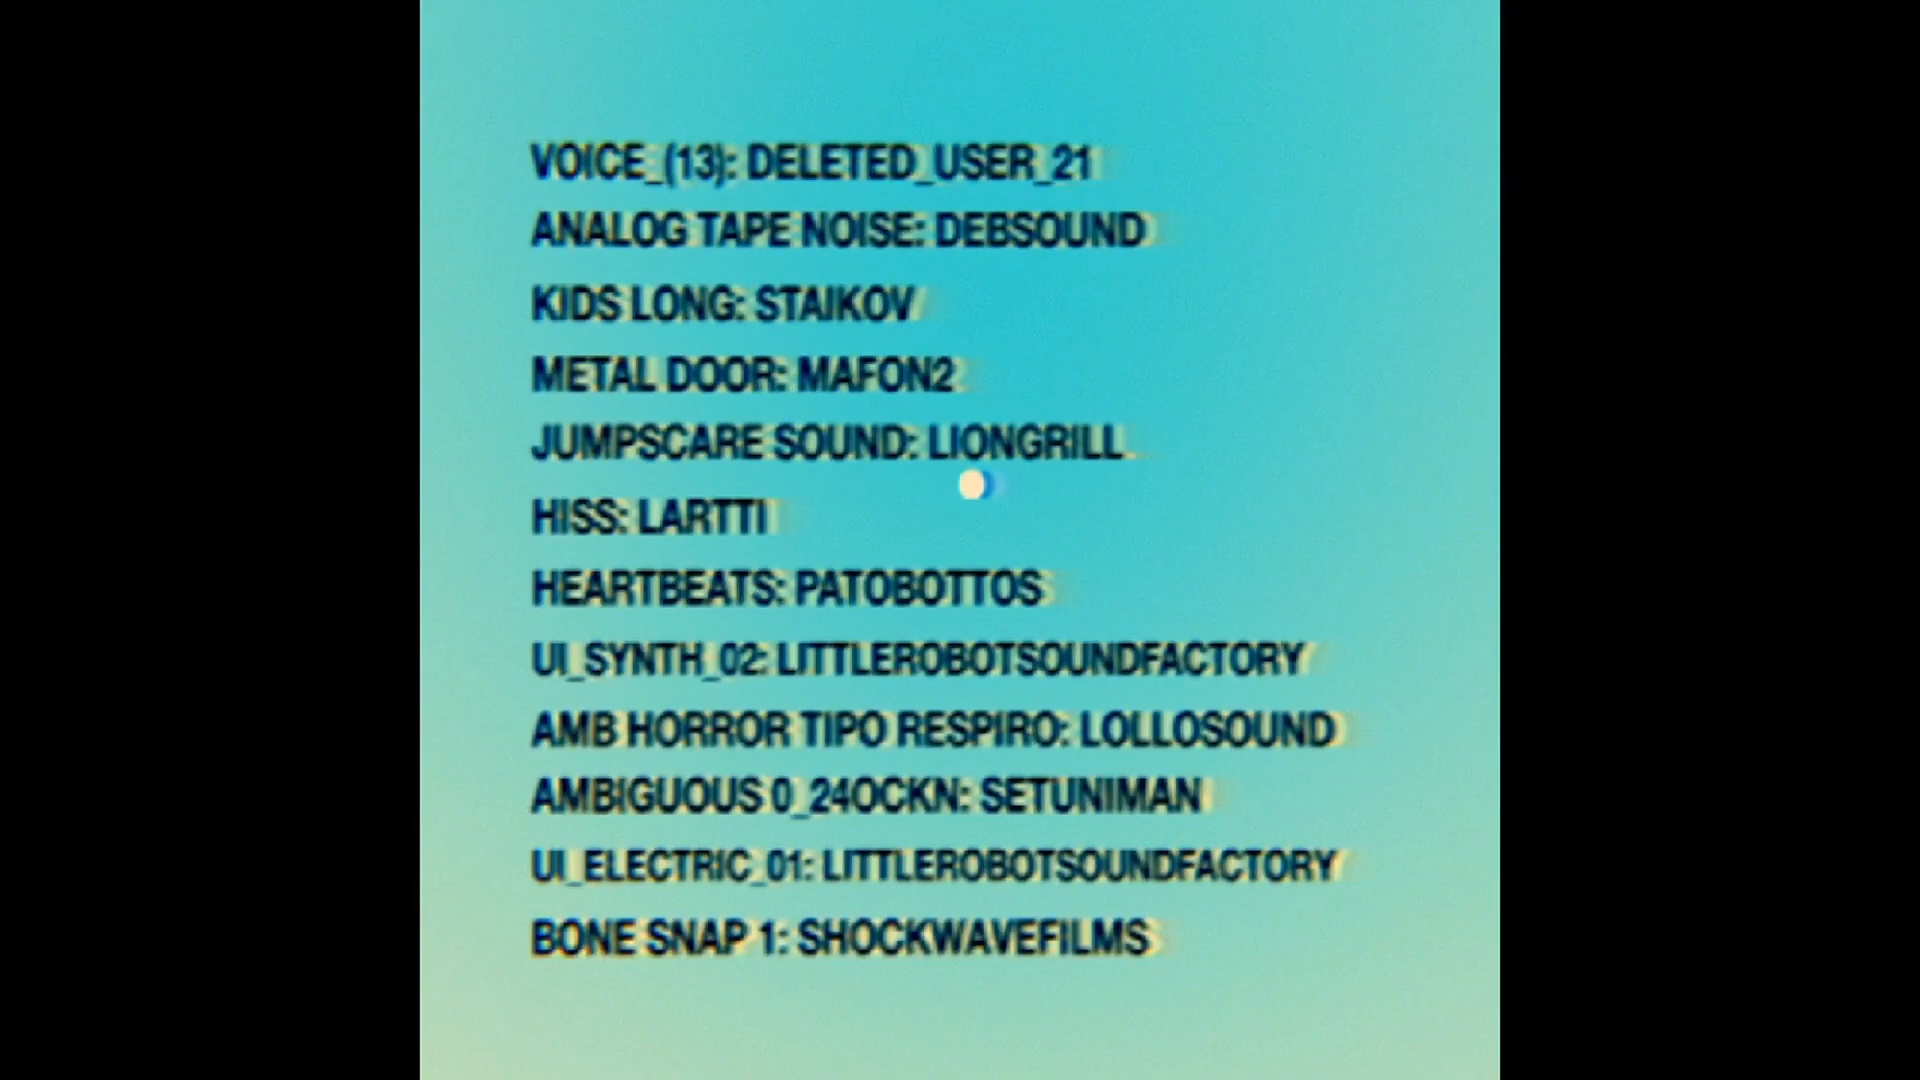 VOICE_(13): DELETED_USER_21
ANALOG TAPE NOISE: DEBSOUND
KIDS LONG: STAIKOV
METAL DOOR: MAFON2
JUMPSCARE SOUND: LIONGRILL
HISS: LARTTI
HEARTBEATS: PATOBOTTOS
UI_SYNTH_02: LITTLEROBOTSOUNDFACTORY
AMB HORROR TIPO RESPIRO: LOLLOSOUND
AMBIGUOUS 0_24OCKN: SETUNIMAN
UI_ELECTRIC_01: LITTLEROBOTSOUNDFACTORY
BONE SNAP 1: SHOCKWAVEFILMS